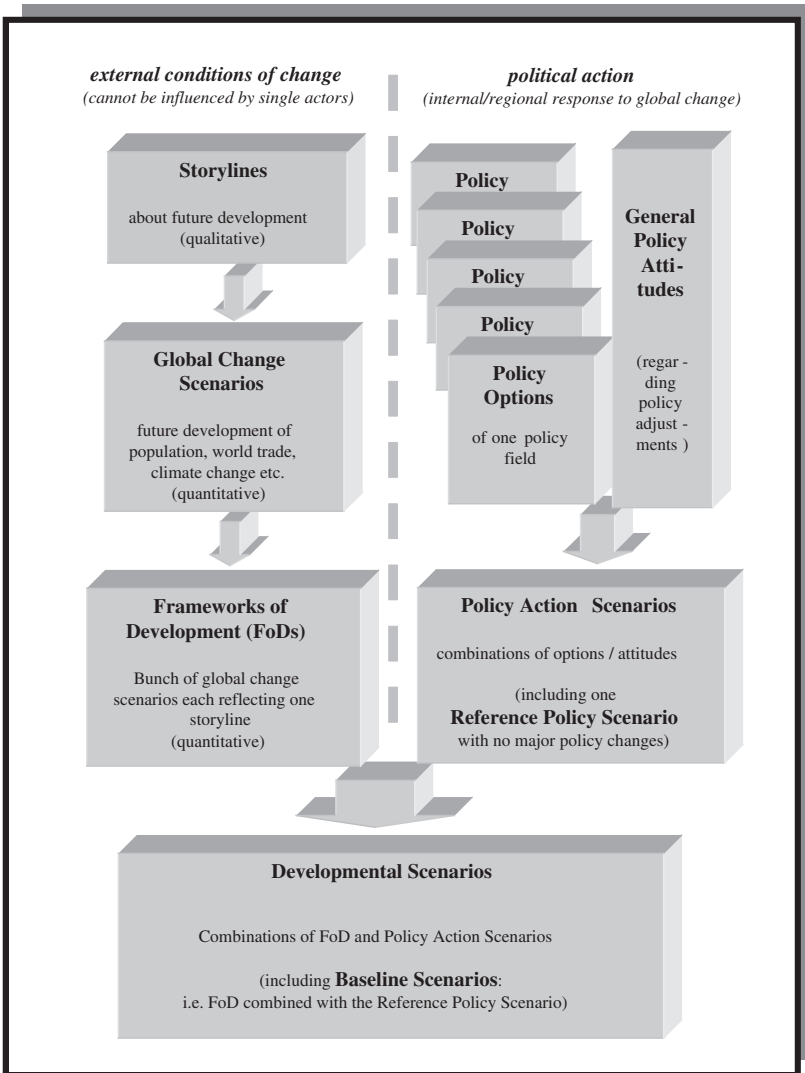 external conditions of change
(cannot be influenced by single actors)
Storylines
about future development
(qualitative)
Global Change
Scenarios
future development of
population, world trade,
climate change etc.
(quantitative)
Frameworks of
Development (FoDs)
Bunch of global change
scenarios each reflecting one
storyline
(quantitative)
political action
(internal/regional response to global change)
Policy
Policy
Policy
Policy
Policy
Options
of one policy
field
General
Policy
Atti-
tudes
(regar -
ding
policy
adjust -
ments )
Policy Action Scenarios
combinations of options / attitudes
(including one
Reference Policy Scenario
with no major policy changes)
Developmental Scenarios
Combinations of FoD and Policy Action Scenarios
(including Baseline Scenarios:
i.e. FoD combined with the Reference Policy Scenario)